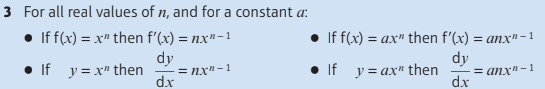 3 For all real values of n, and for a constant a:
• If f(x) = xⁿ then f′(x) = nxⁿ⁻¹
• If f(x) = axⁿ then f′(x) = anxⁿ⁻¹
• If y = xⁿ then dy/dx = nxⁿ⁻¹
• If y = axⁿ then dy/dx = anxⁿ⁻¹